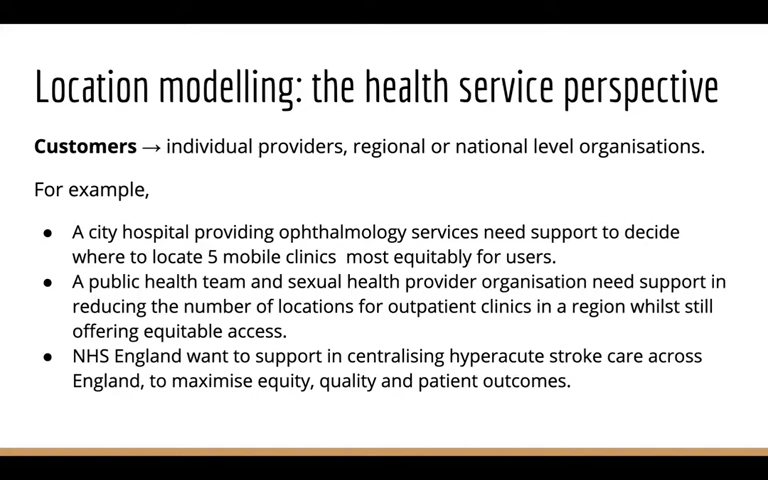 Location modelling: the health service perspective
Customers → individual providers, regional or national level organisations.
For example,
● A city hospital providing ophthalmology services need support to decide
where to locate 5 mobile clinics  most equitably for users.
● A public health team and sexual health provider organisation need support in
reducing the number of locations for outpatient clinics in a region whilst still
offering equitable access.
● NHS England want to support in centralising hyperacute stroke care across
England, to maximise equity, quality and patient outcomes.